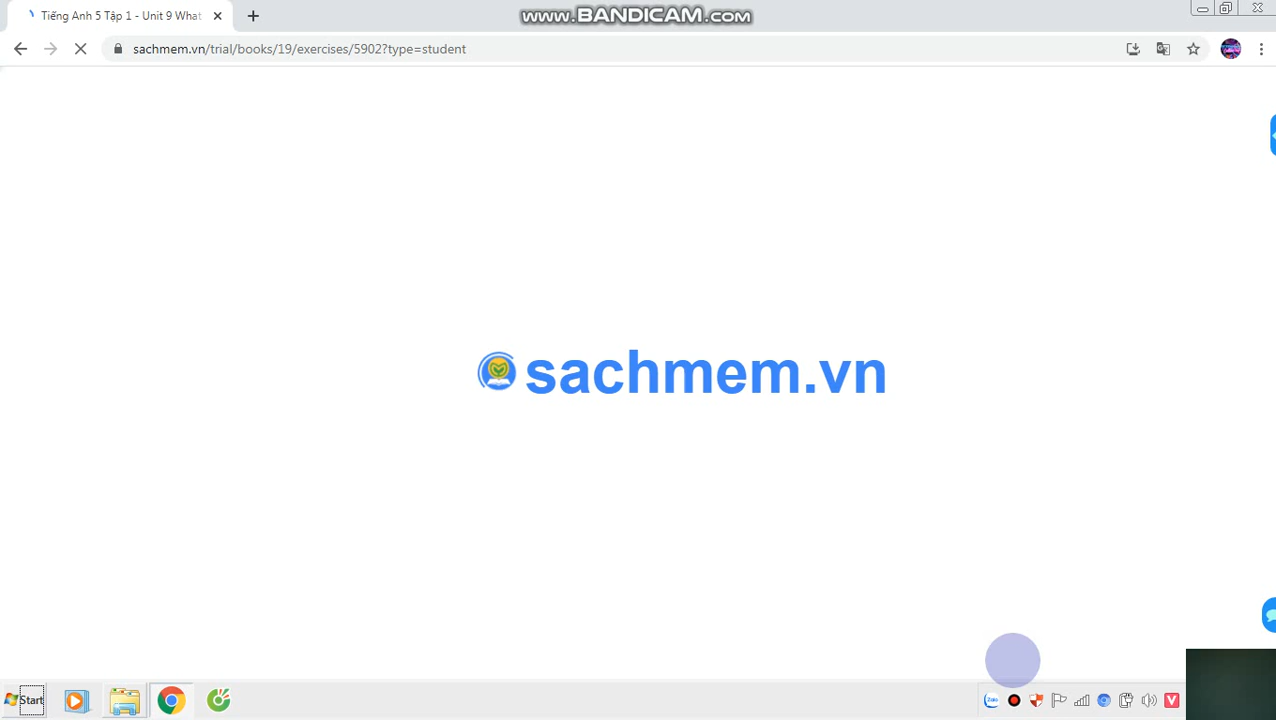 Tiếng Anh 5 Tập 1 - Unit 9 What
www.BANDICAM.com
sachmem.vn/trial/books/19/exercises/5902?type=student
sachmem.vn
Start
Zalo
V